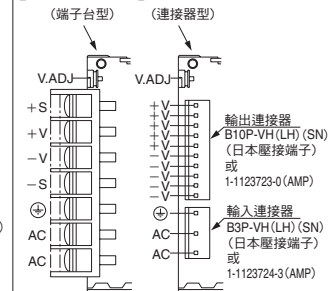 （端子台型）
（連接器型）
V.ADJ
V.ADJ
+S
+V
−V
−S
AC
AC
+V
+V
+V
+V
+V
−V
−V
−V
−V
−V
AC
AC
輸出連接器
B10P-VH(LH)(SN)
(日本壓接端子)
或
1-1123723-0(AMP)
輸入連接器
B3P-VH(LH)(SN)
(日本壓接端子)
或
1-1123724-3(AMP)
)